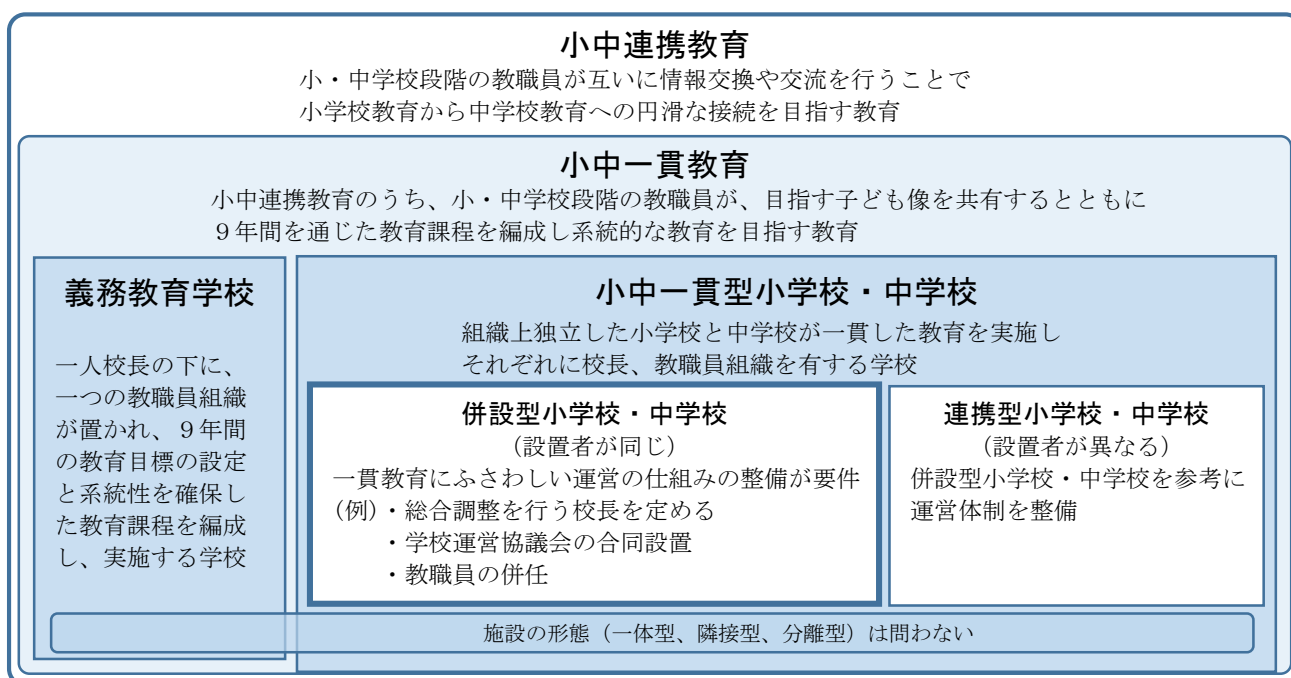 小中連携教育
小・中学校段階の教職員が互いに情報交換や交流を行うことで
小学校教育から中学校教育への円滑な接続を目指す教育
小中一貫教育
小中連携教育のうち、小・中学校段階の教職員が、目指す子ども像を共有するとともに
９年間を通じた教育課程を編成し系統的な教育を目指す教育
義務教育学校
一人校長の下に、
一つの教職員組織
が置かれ、９年間
の教育目標の設定
と系統性を確保し
た教育課程を編成
し、実施する学校
小中一貫型小学校・中学校
組織上独立した小学校と中学校が一貫した教育を実施し
それぞれに校長、教職員組織を有する学校
併設型小学校・中学校
（設置者が同じ）
一貫教育にふさわしい運営の仕組みの整備が要件
(例)・総合調整を行う校長を定める
・学校運営協議会の合同設置
・教職員の併任
連携型小学校・中学校
（設置者が異なる）
併設型小学校・中学校を参考に
運営体制を整備
施設の形態（一体型、隣接型、分離型）は問わない